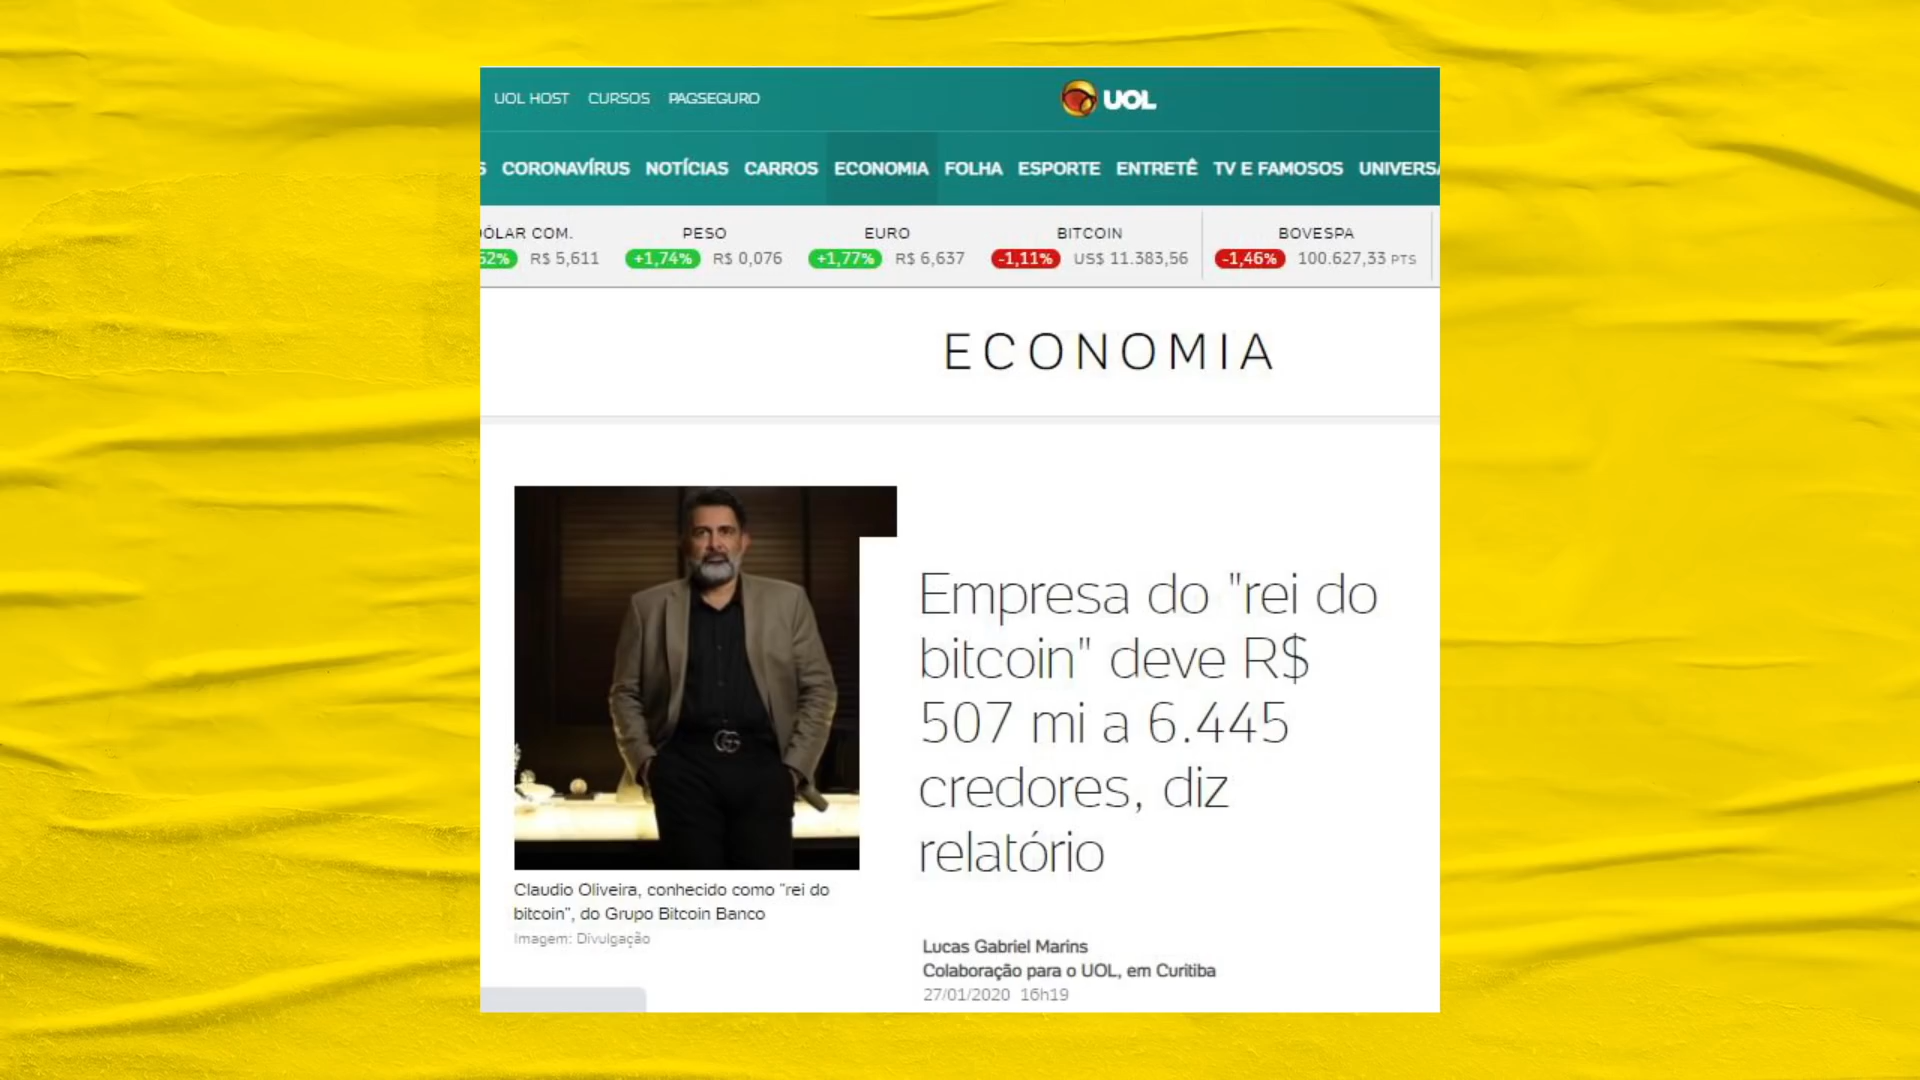 UOL HOST CURSOS PAGSEGURO UOL
CORONAVÍRUS NOTÍCIAS CARROS ECONOMIA FOLHA ESPORTE ENTRETÊ TV E FAMOSOS
COM. PESO EURO BITCOIN BOVESPA
R$ 5,611 +1,74% R$ 0,076 +1,77% R$ 6,637 -1,11% US$ 11.383,56 -1,46% 100.627,33 PTS
ECONOMIA
Empresa do "rei do
bitcoin" deve R$
507 mi a 6.445
credores, diz
relatório
Claudio Oliveira, conhecido como "rei do
bitcoin", do Grupo Bitcoin Banco
Imagem: Divulgação
Lucas Gabriel Marins
Colaboração para o UOL, em Curitiba
27/01/2020 16h19